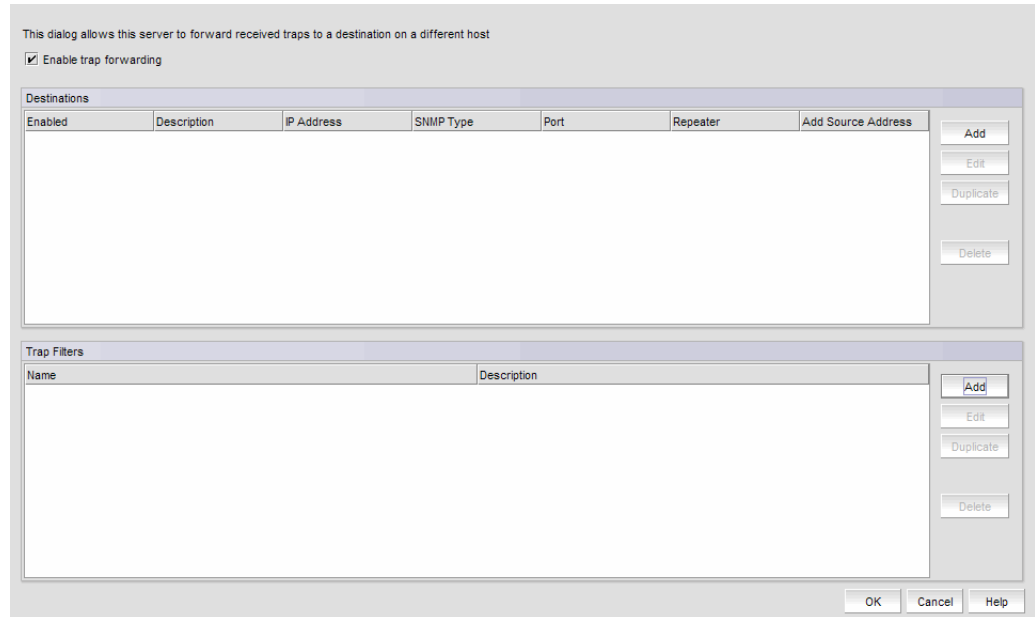 This dialog allows this server to forward received traps to a destination on a different host
Enable trap forwarding
Destinations
Enabled Description IP Address SNMP Type Port Repeater Add Source Address
Add
Edit
Duplicate
Delete
Trap Filters
Name Description
Add
Edit
Duplicate
Delete
OK Cancel Help